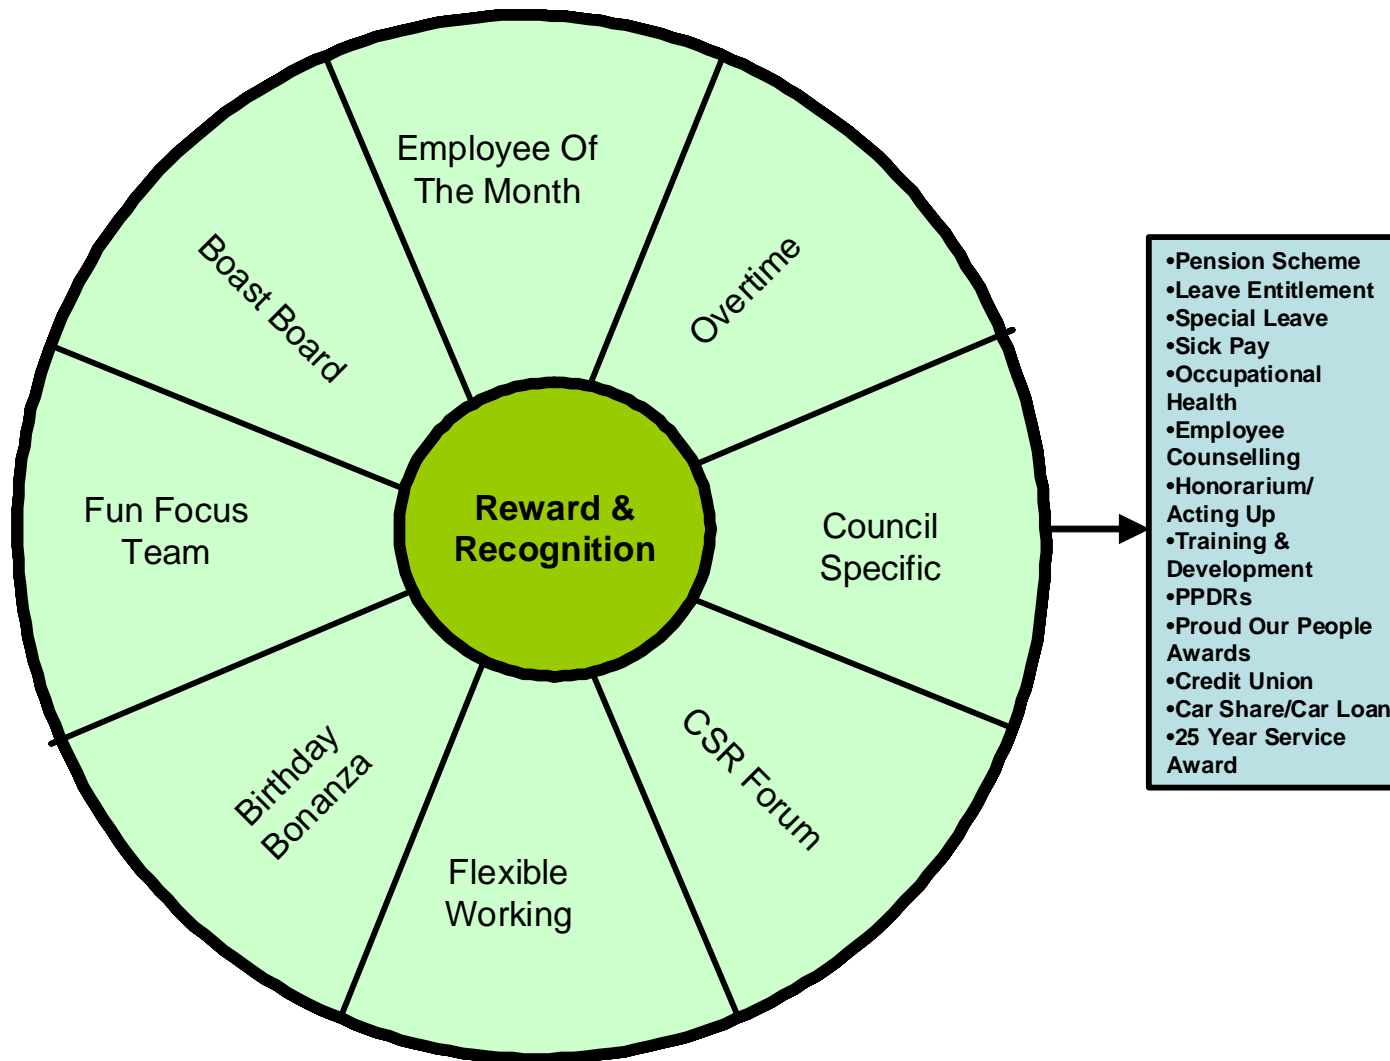 Employee Of
The Month
Overtime
Council
Specific
CSR Forum
Flexible
Working
Birthday
Bonanza
Fun Focus
Team
Boast Board
Reward &
Recognition
•Pension Scheme
•Leave Entitlement
•Special Leave
•Sick Pay
•Occupational
Health
•Employee
Counselling
•Honorarium/
Acting Up
•Training &
Development
•PPDRs
•Proud Our People
Awards
•Credit Union
•Car Share/Car Loan
•25 Year Service
Award